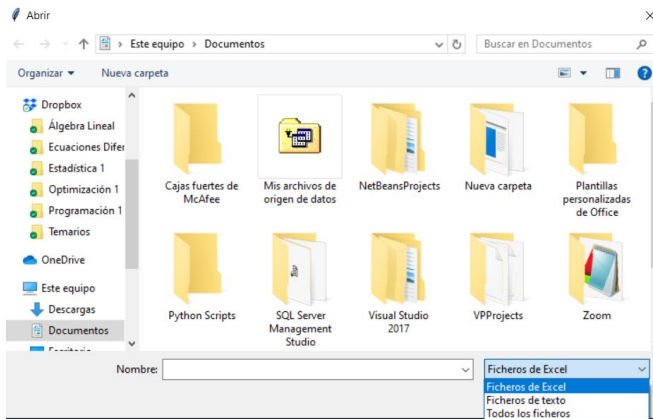 Abrir
Este equipo > Documentos
Buscar en Documentos
Organizar
Nueva carpeta
Dropbox
Álgebra Lineal
Ecuaciones Difer
Estadística 1
Optimización 1
Programación 1
Temarios
OneDrive
Este equipo
Descargas
Documentos
Cajas fuertes de
McAfee
Mis archivos de
origen de datos
NetBeansProjects
Nueva carpeta
Plantillas
personalizadas
de Office
Python Scripts
SQL Server
Management
Studio
Visual Studio
2017
VPProjects
Zoom
Nombre:
Ficheros de Excel
Ficheros de Excel
Ficheros de texto
Todos los ficheros